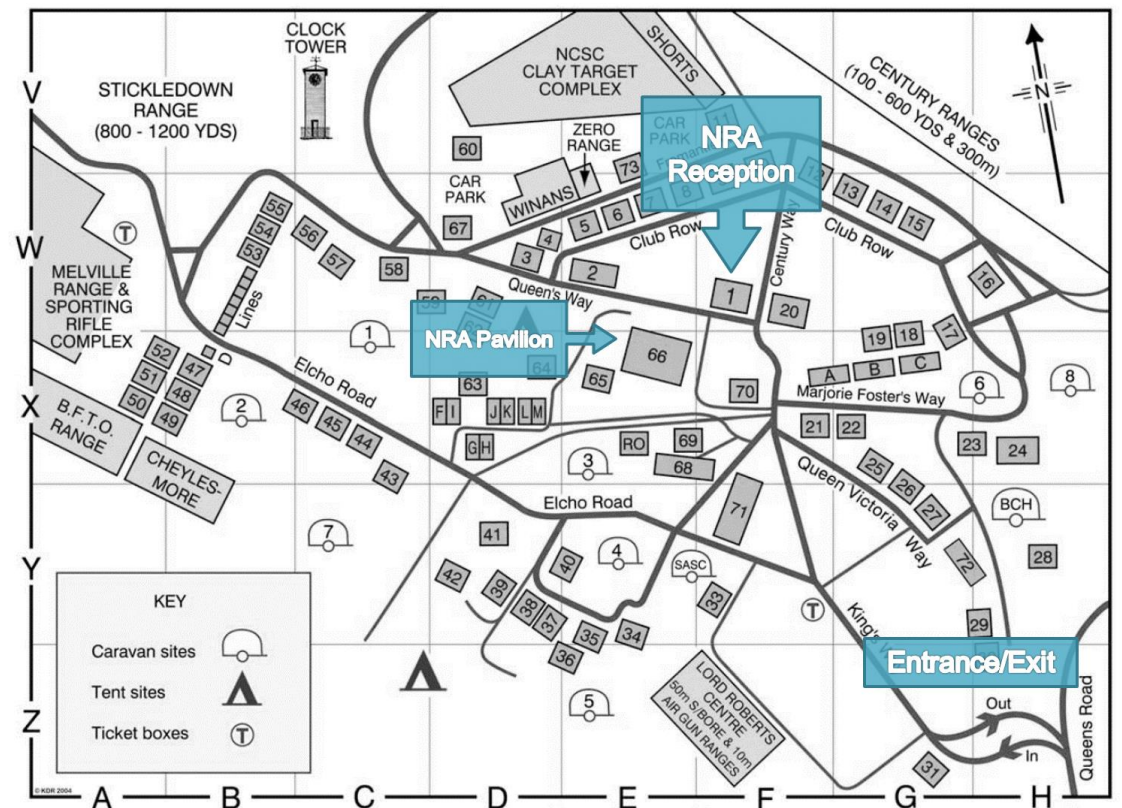 CLOCK
TOWER
NCSC
CLAY TARGET
COMPLEX
SHORTS
V
STICKLEDOWN
RANGE
(800 - 1200 YDS)
CENTURY RANGES
(100 - 600 YDS & 300m)
N
60
ZERO
RANGE
CAR
PARK
11
NRA
Reception
CAR
PARK
WINANS
73
67
5
6
7
8
12
13
14
15
T
55
54
53
56
57
58
4
3
2
Club Row
Club Row
Century Way
W
MELVILLE
RANGE &
SPORTING
RIFLE
COMPLEX
Queen's Way
1
20
16
59
61
Lines
D
1
NRA Pavilion
64
66
65
63
70
19
18
17
A
B
C
Marjorie Foster's Way
6
8
52
51
50
47
48
49
X
B.F.T.O.
RANGE
CHEYLES-
MORE
2
Elcho Road
46
45
44
43
F
I
J
K
L
M
G
H
RO
69
68
3
21
22
23
24
25
26
27
Queen Victoria
Way
71
Elcho Road
7
41
42
40
4
39
38
37
35
34
36
SASC
33
BCH
28
72
29
T
King's
Y
KEY
Caravan sites
Tent sites
Ticket boxes
T
5
LORD ROBERTS
CENTRE
50m S/BORE & 10m
AIR GUN RANGES
Entrance/Exit
Out
In
Queens Road
31
Z
© KDR 2004
A
B
C
D
E
F
G
H